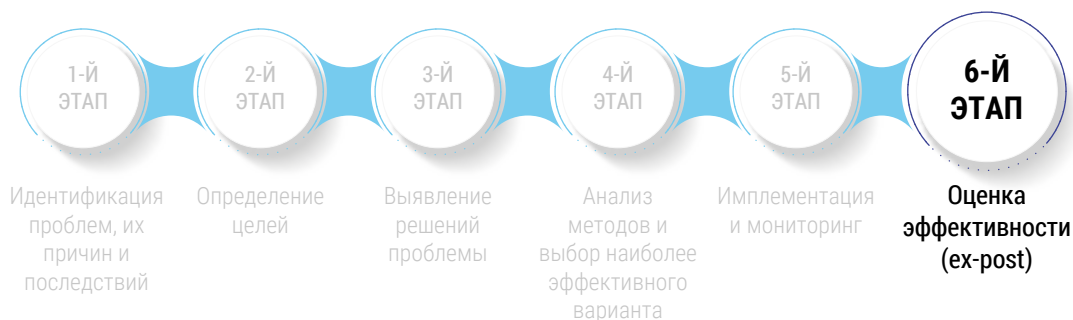 1-Й
ЭТАП
2-Й
ЭТАП
3-Й
ЭТАП
4-Й
ЭТАП
5-Й
ЭТАП
6-Й
ЭТАП
Идентификация
проблем, их
причин и
последствий
Определение
целей
Выявление
решений
проблемы
Анализ
методов и
выбор наиболее
эффективного
варианта
Имплементация
и мониторинг
Оценка
эффективности
(ex-post)